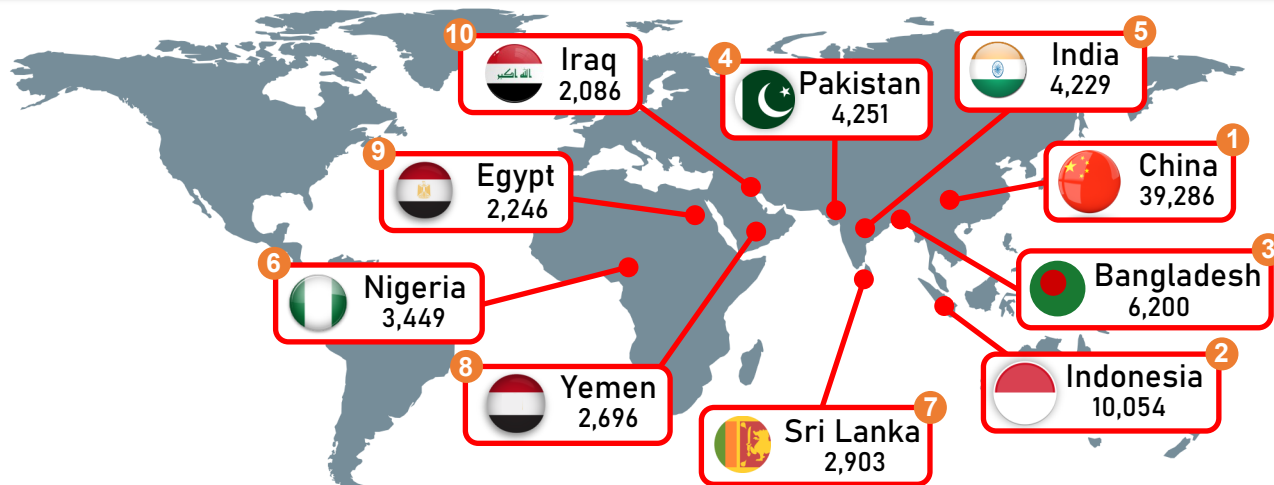 10
Iraq
2,086
4
Pakistan
4,251
5
India
4,229
1
China
39,286
9
Egypt
2,246
3
Bangladesh
6,200
6
Nigeria
3,449
2
Indonesia
10,054
8
Yemen
2,696
7
Sri Lanka
2,903